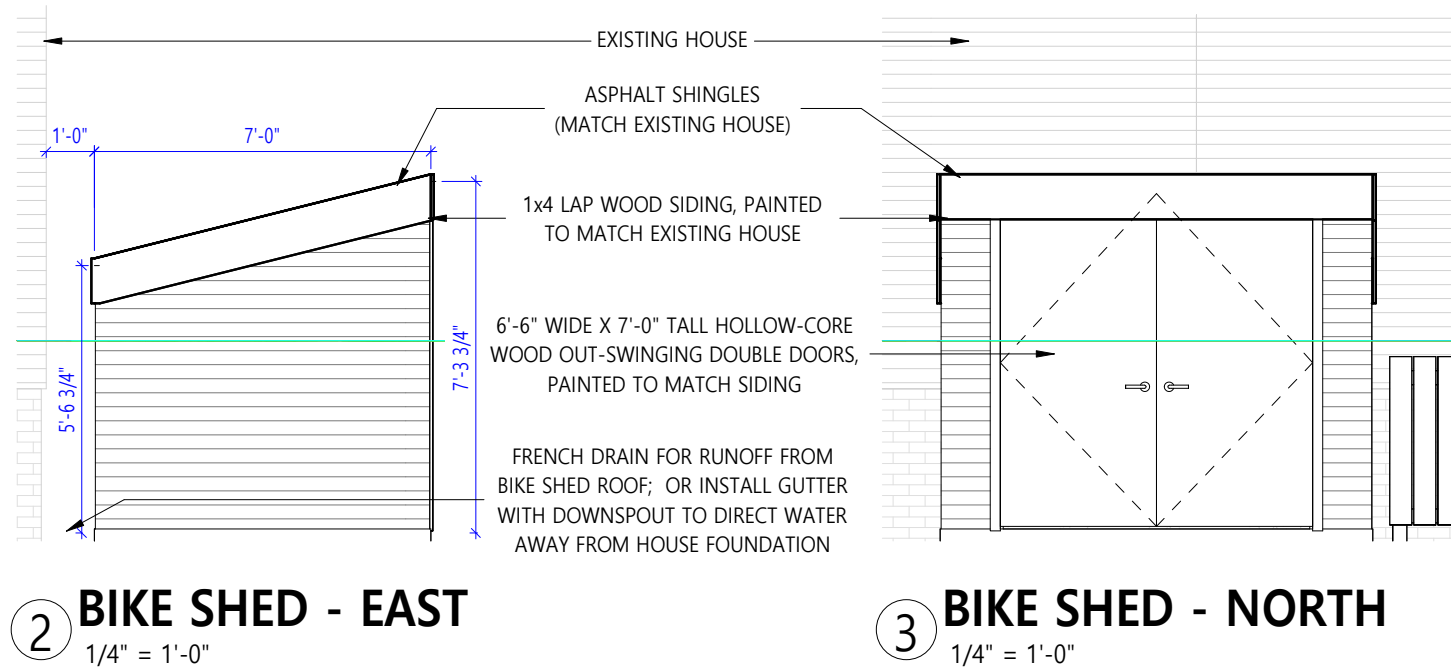 EXISTING HOUSE
ASPHALT SHINGLES
(MATCH EXISTING HOUSE)
1'-0"
7'-0"
1x4 LAP WOOD SIDING, PAINTED
TO MATCH EXISTING HOUSE
5'-6 3/4"
7'-3 3/4"
6'-6" WIDE X 7'-0" TALL HOLLOW-CORE
WOOD OUT-SWINGING DOUBLE DOORS,
PAINTED TO MATCH SIDING
FRENCH DRAIN FOR RUNOFF FROM
BIKE SHED ROOF; OR INSTALL GUTTER
WITH DOWNSPOUT TO DIRECT WATER
AWAY FROM HOUSE FOUNDATION
2
BIKE SHED - EAST
1/4" = 1'-0"
3
BIKE SHED - NORTH
1/4" = 1'-0"